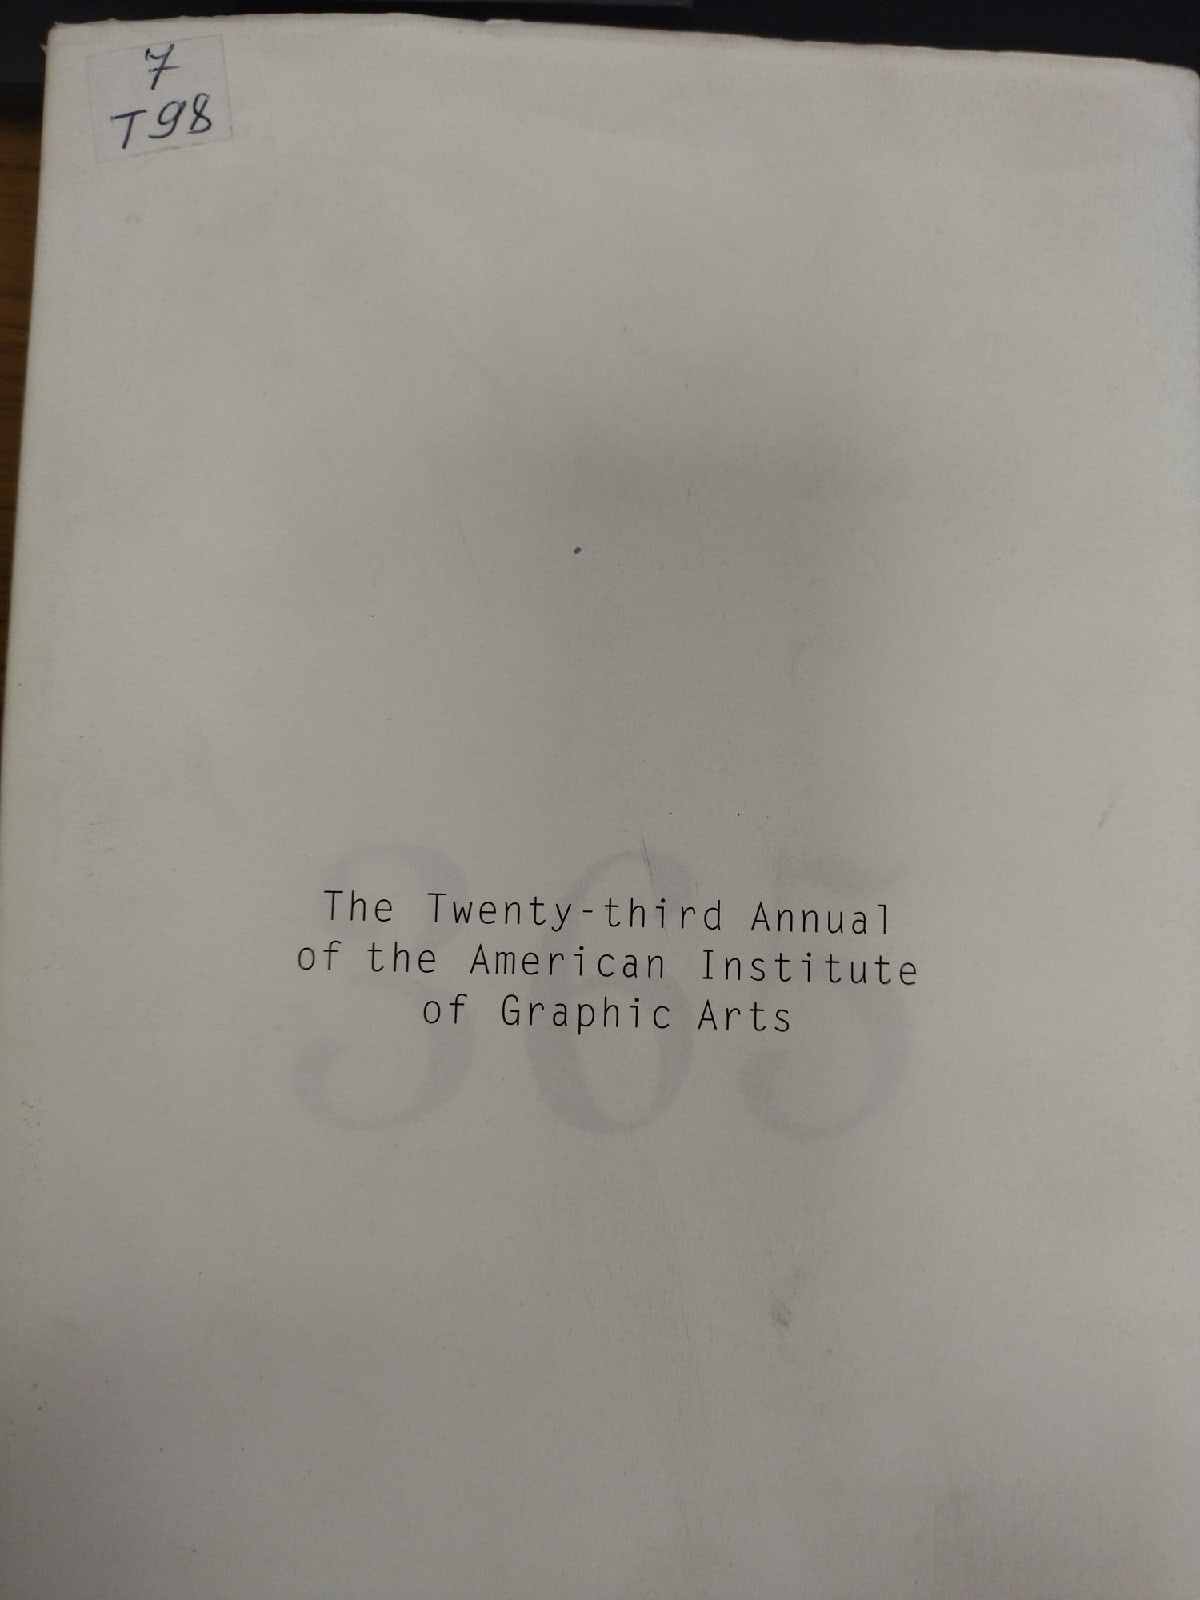 7
T98
The Twenty-third Annual
of the American Institute
of Graphic Arts
365